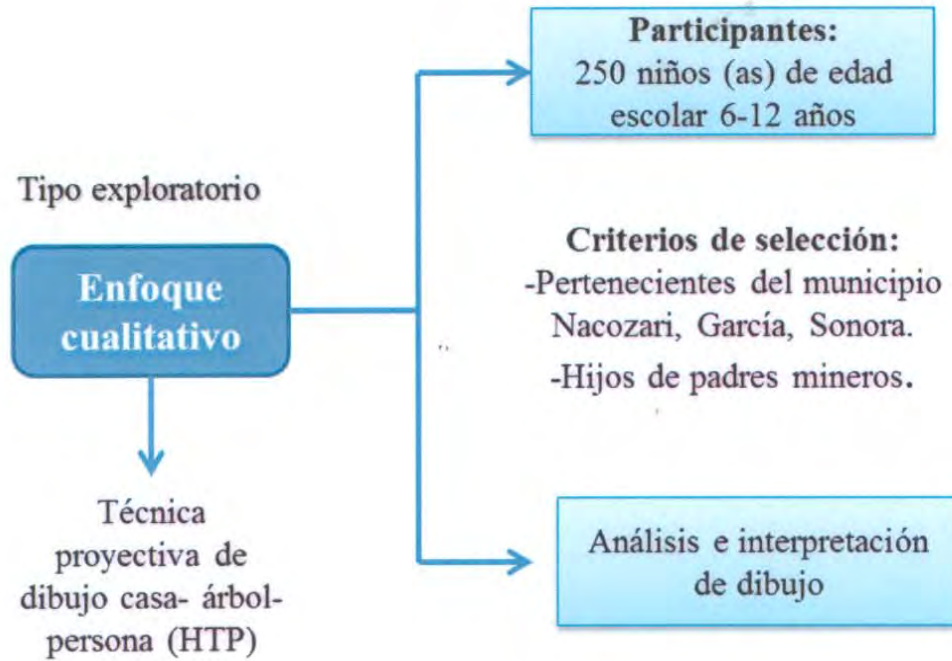 Participantes:
250 niños (as) de edad
escolar 6-12 años
Tipo exploratorio
Enfoque
cualitativo
Criterios de selección:
-Pertenecientes del municipio
Nacozari, García, Sonora.
-Hijos de padres mineros.
Técnica
proyectiva de
dibujo casa- árbol-
persona (HTP)
Análisis e interpretación
de dibujo